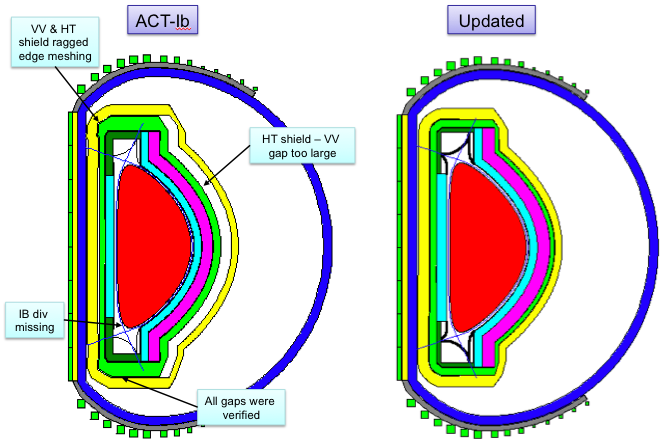 ACT-Ib
Updated
VV & HT
shield ragged
edge meshing
HT shield – VV
gap too large
IB div
missing
All gaps were
verified